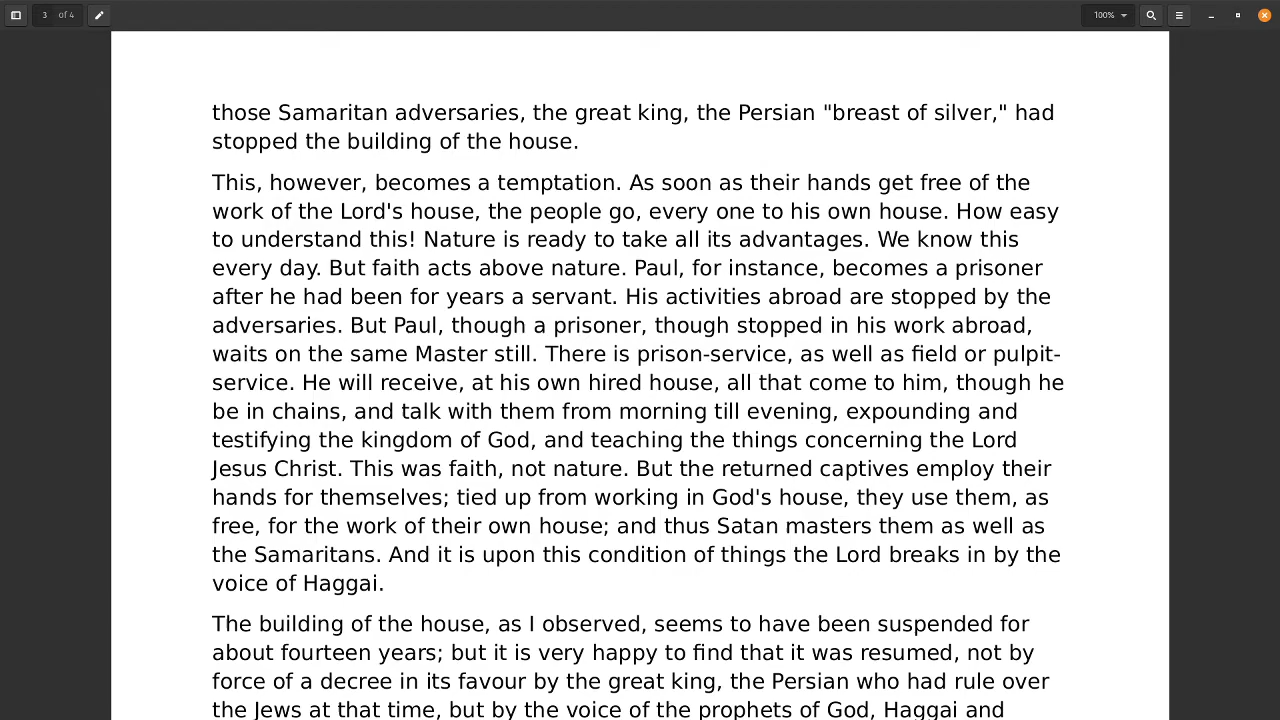 3 of 4
100%
those Samaritan adversaries, the great king, the Persian "breast of silver," had
stopped the building of the house.
This, however, becomes a temptation. As soon as their hands get free of the
work of the Lord's house, the people go, every one to his own house. How easy
to understand this! Nature is ready to take all its advantages. We know this
every day. But faith acts above nature. Paul, for instance, becomes a prisoner
after he had been for years a servant. His activities abroad are stopped by the
adversaries. But Paul, though a prisoner, though stopped in his work abroad,
waits on the same Master still. There is prison-service, as well as field or pulpit-
service. He will receive, at his own hired house, all that come to him, though he
be in chains, and talk with them from morning till evening, expounding and
testifying the kingdom of God, and teaching the things concerning the Lord
Jesus Christ. This was faith, not nature. But the returned captives employ their
hands for themselves; tied up from working in God's house, they use them, as
free, for the work of their own house; and thus Satan masters them as well as
the Samaritans. And it is upon this condition of things the Lord breaks in by the
voice of Haggai.
The building of the house, as I observed, seems to have been suspended for
about fourteen years; but it is very happy to find that it was resumed, not by
force of a decree in its favour by the great king, the Persian who had rule over
the Jews at that time, but by the voice of the prophets of God, Haggai and